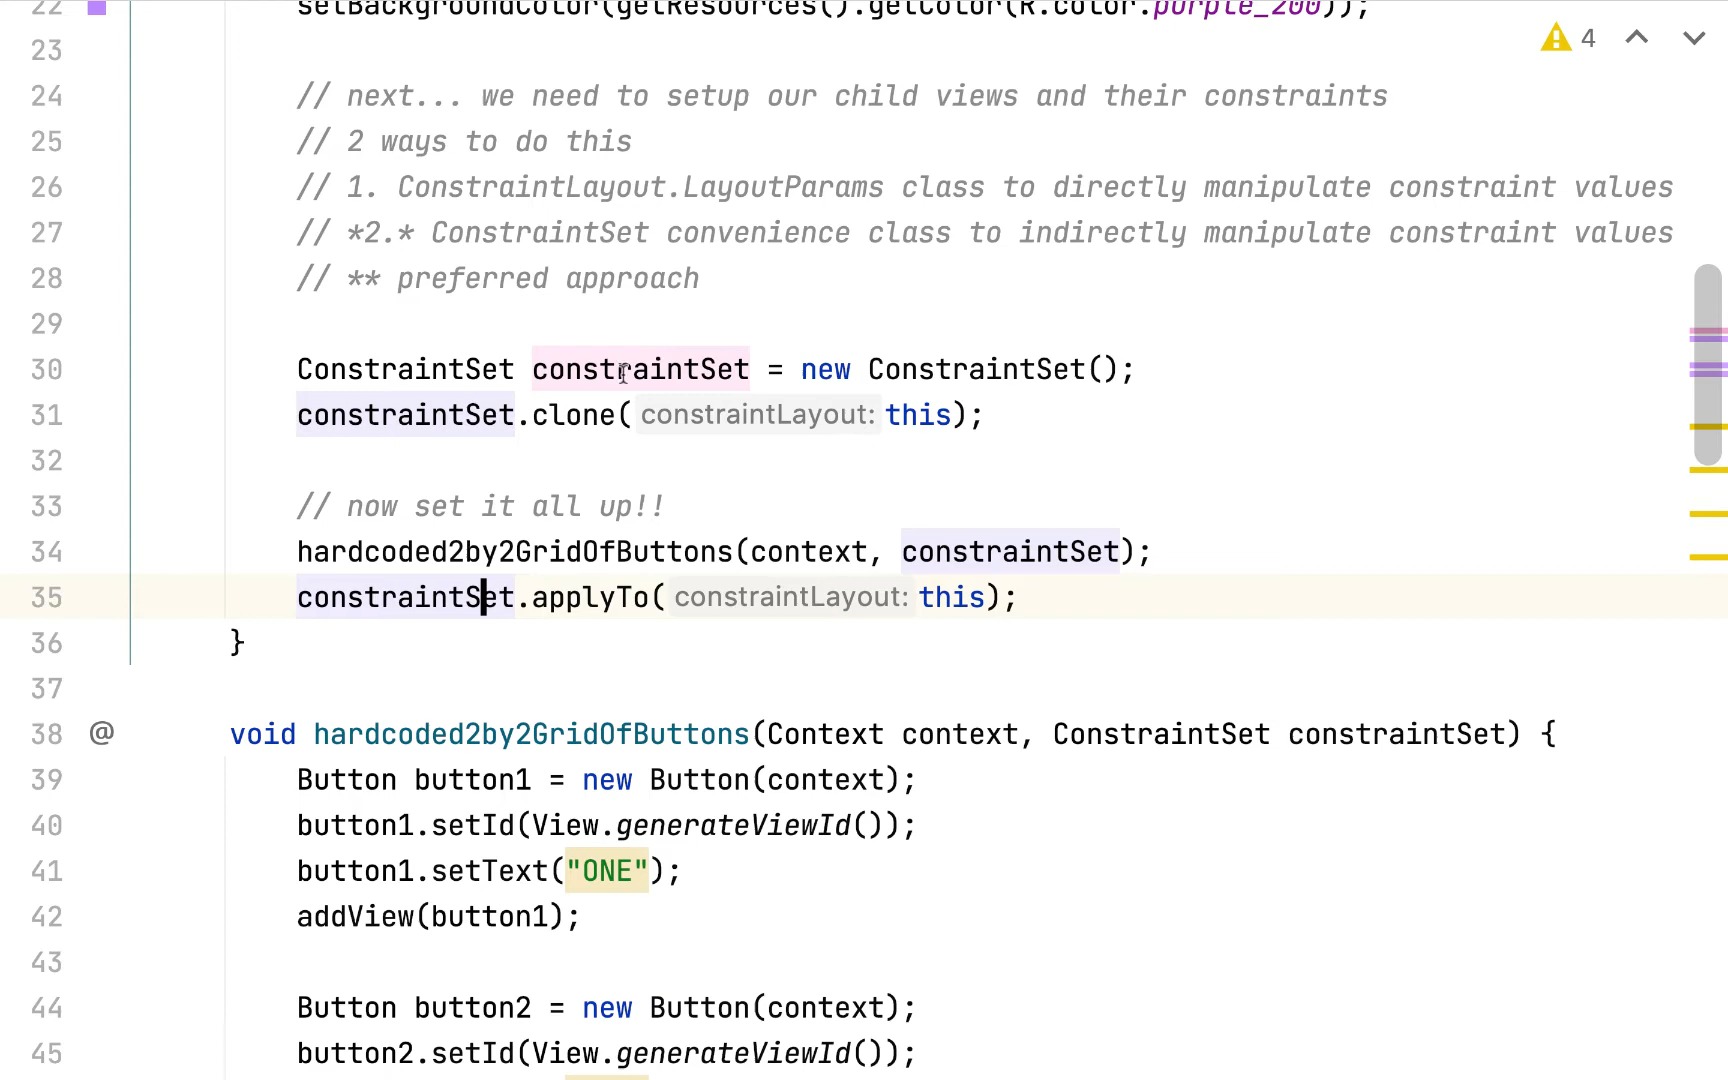 22 setBackgroundColor(getResources().getColor(R.color.purple_200));
23
4
24 // next... we need to setup our child views and their constraints
25 // 2 ways to do this
26 // 1. ConstraintLayout.LayoutParams class to directly manipulate constraint values
27 // *2.* ConstraintSet convenience class to indirectly manipulate constraint values
28 // ** preferred approach
29
30 ConstraintSet constraintSet = new ConstraintSet();
31 constraintSet.clone( constraintLayout: this);
32
33 // now set it all up!!
34 hardcoded2by2GridOfButtons(context, constraintSet);
35 constraintSet.applyTo( constraintLayout: this);
36 }
37
38 @ void hardcoded2by2GridOfButtons(Context context, ConstraintSet constraintSet) {
39 Button button1 = new Button(context);
40 button1.setId(View.generateViewId());
41 button1.setText("ONE");
42 addView(button1);
43
44 Button button2 = new Button(context);
45 button2.setId(View.generateViewId());